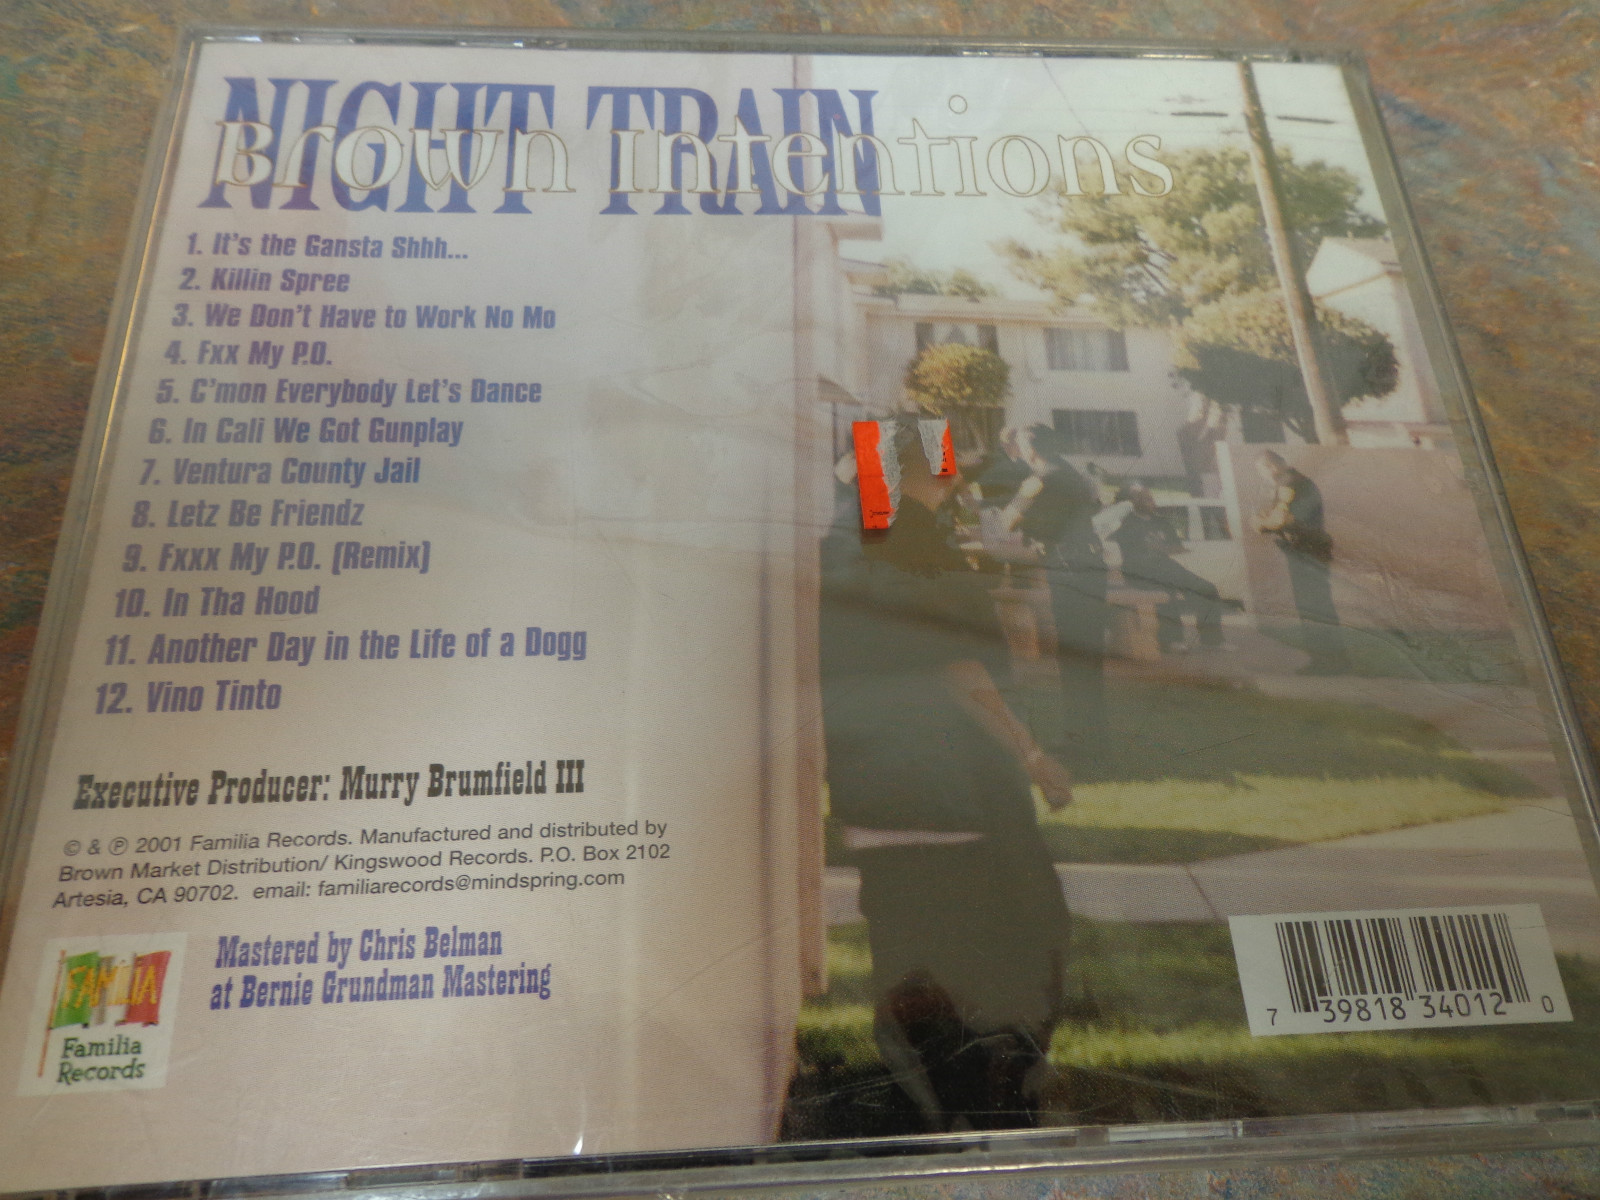 NIGHT TRAIN
Brown Intentions
1. It's the Gansta Shhh...
2. Killin Spree
3. We Don't Have to Work No Mo
4. Fxx My P.O.
5. C'mon Everybody Let's Dance
6. In Cali We Got Gunplay
7. Ventura County Jail
8. Letz Be Friendz
9. Fxxx My P.O. (Remix)
10. In Tha Hood
11. Another Day in the Life of a Dogg
12. Vino Tinto
Executive Producer: Murry Brumfield III
© & ℗ 2001 Familia Records. Manufactured and distributed by
Brown Market Distribution/ Kingswood Records. P.O. Box 2102
Artesia, CA 90702. email: familiarecords@mindspring.com
Mastered by Chris Belman
at Bernie Grundman Mastering
FAMILIA
Familia
Records
7 39818 34012 0